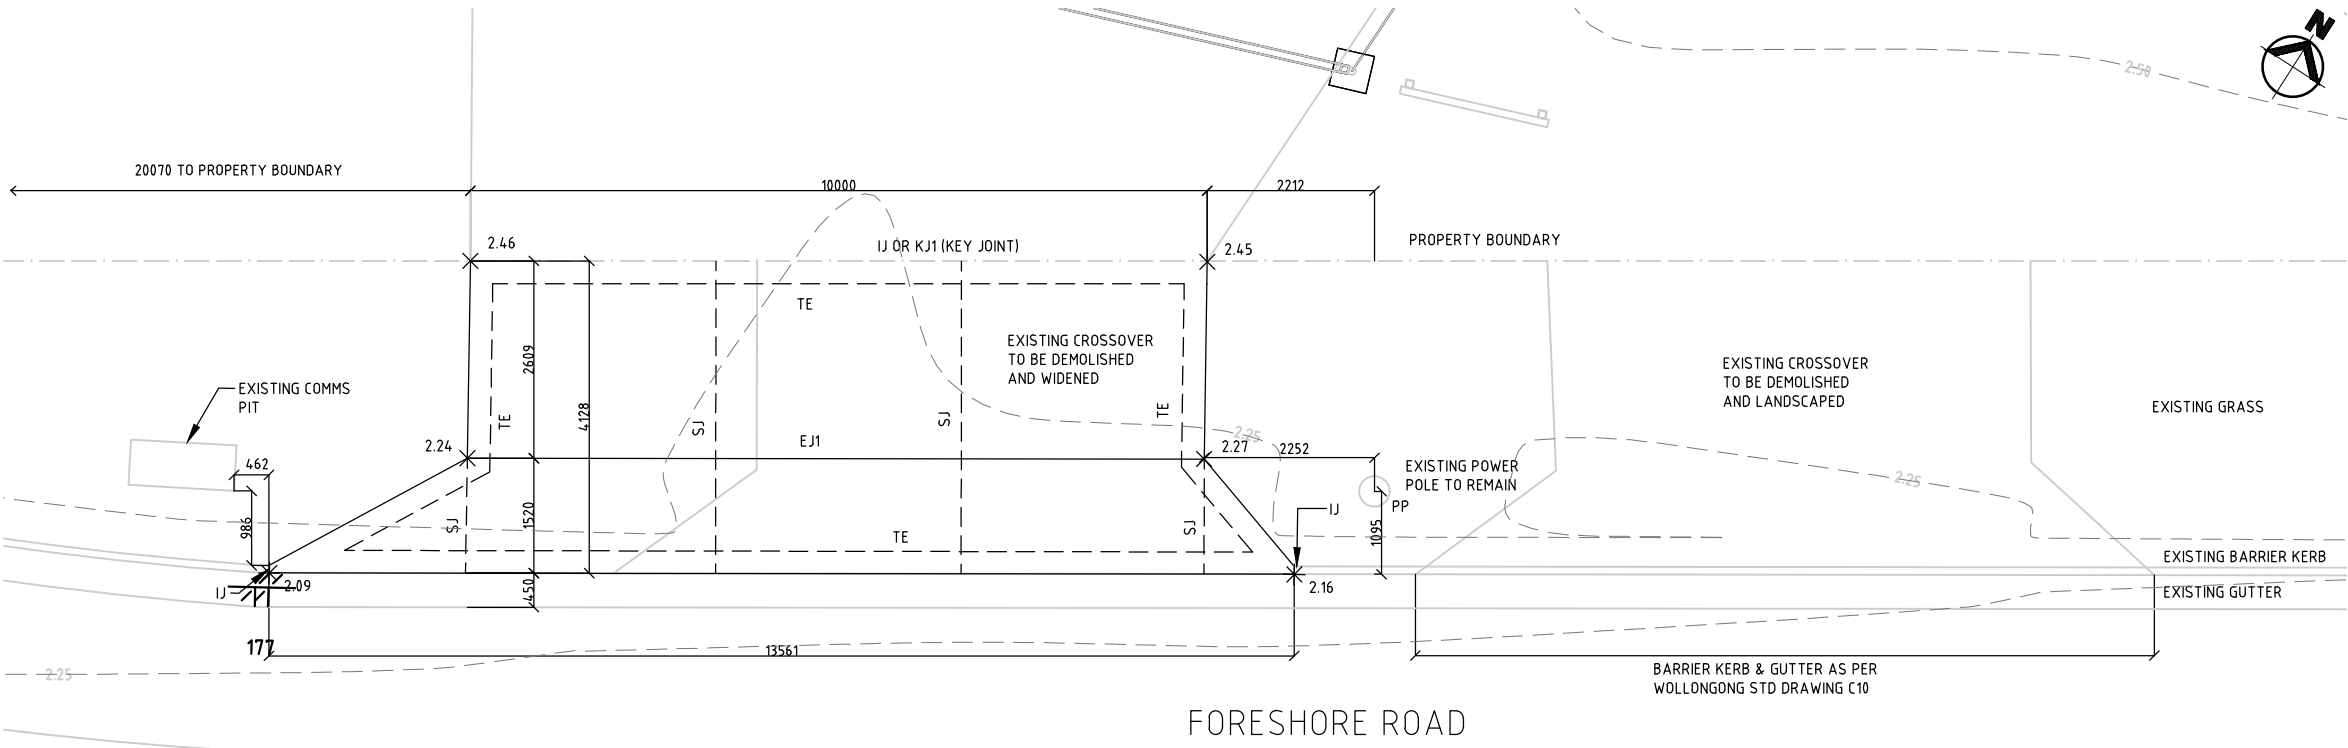 N
2.50
20070 TO PROPERTY BOUNDARY
10000
2212
2.46
IJ OR KJ1 (KEY JOINT)
2.45
PROPERTY BOUNDARY
TE
EXISTING CROSSOVER
TO BE DEMOLISHED
AND WIDENED
2609
EXISTING CROSSOVER
TO BE DEMOLISHED
AND LANDSCAPED
EXISTING COMMS
PIT
4128
TE
SJ
SJ
TE
EXISTING GRASS
2.24
EJ1
2.25
2.27
2252
462
EXISTING POWER
POLE TO REMAIN
2.25
986
SJ
1520
TE
SJ
IJ
PP
1095
EXISTING BARRIER KERB
IJ
2.09
450
2.16
EXISTING GUTTER
177
13561
2.25
BARRIER KERB & GUTTER AS PER
WOLLONGONG STD DRAWING C10
FORESHORE ROAD